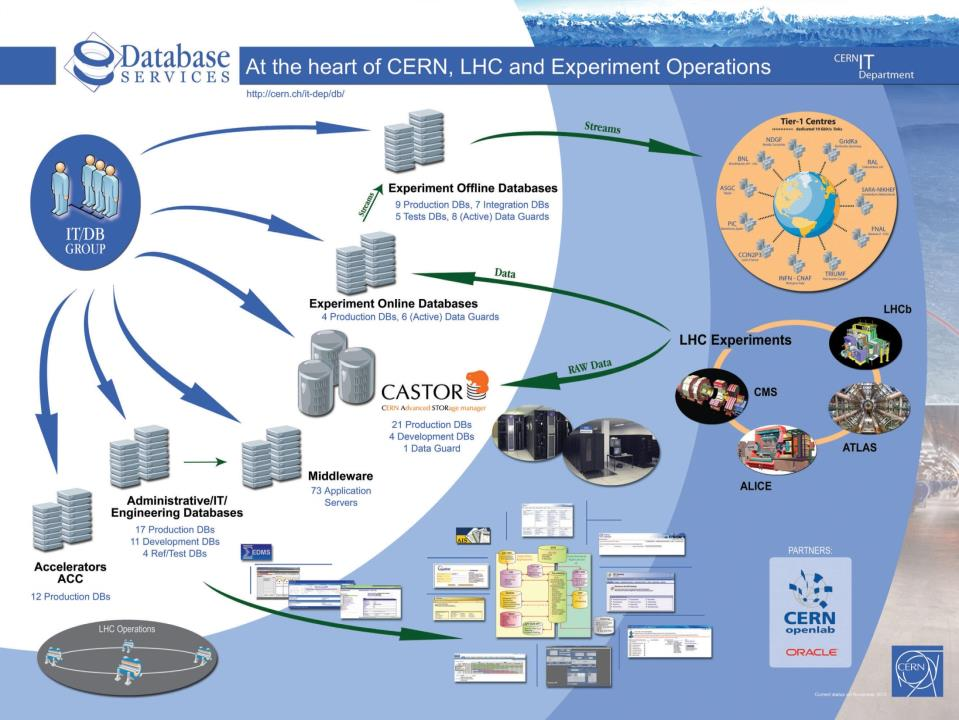 Database
SERVICES
At the heart of CERN, LHC and Experiment Operations
CERN IT
Department
http://cern.ch/it-dep/db/
IT/DB
GROUP
Streams
Experiment Offline Databases
9 Production DBs, 7 Integration DBs
5 Tests DBs, 8 (Active) Data Guards
Streams
Tier-1 Centres
dedicated 10 Gbit/s links
NDGF
GridKa
BNL
RAL
ASGC
SARA-NIKHEF
PIC
FNAL
CCIN2P3
TRIUMF
INFN - CNAF
Data
Experiment Online Databases
4 Production DBs, 6 (Active) Data Guards
LHC Experiments
LHCb
CMS
ATLAS
ALICE
RAW Data
CASTOR
CERN Advanced STORage manager
21 Production DBs
4 Development DBs
1 Data Guard
Middleware
73 Application
Servers
Administrative/IT/
Engineering Databases
17 Production DBs
11 Development DBs
4 Ref/Test DBs
Accelerators
ACC
12 Production DBs
EDMS
AIS
LHC Operations
PARTNERS:
CERN
openlab
ORACLE
CERN